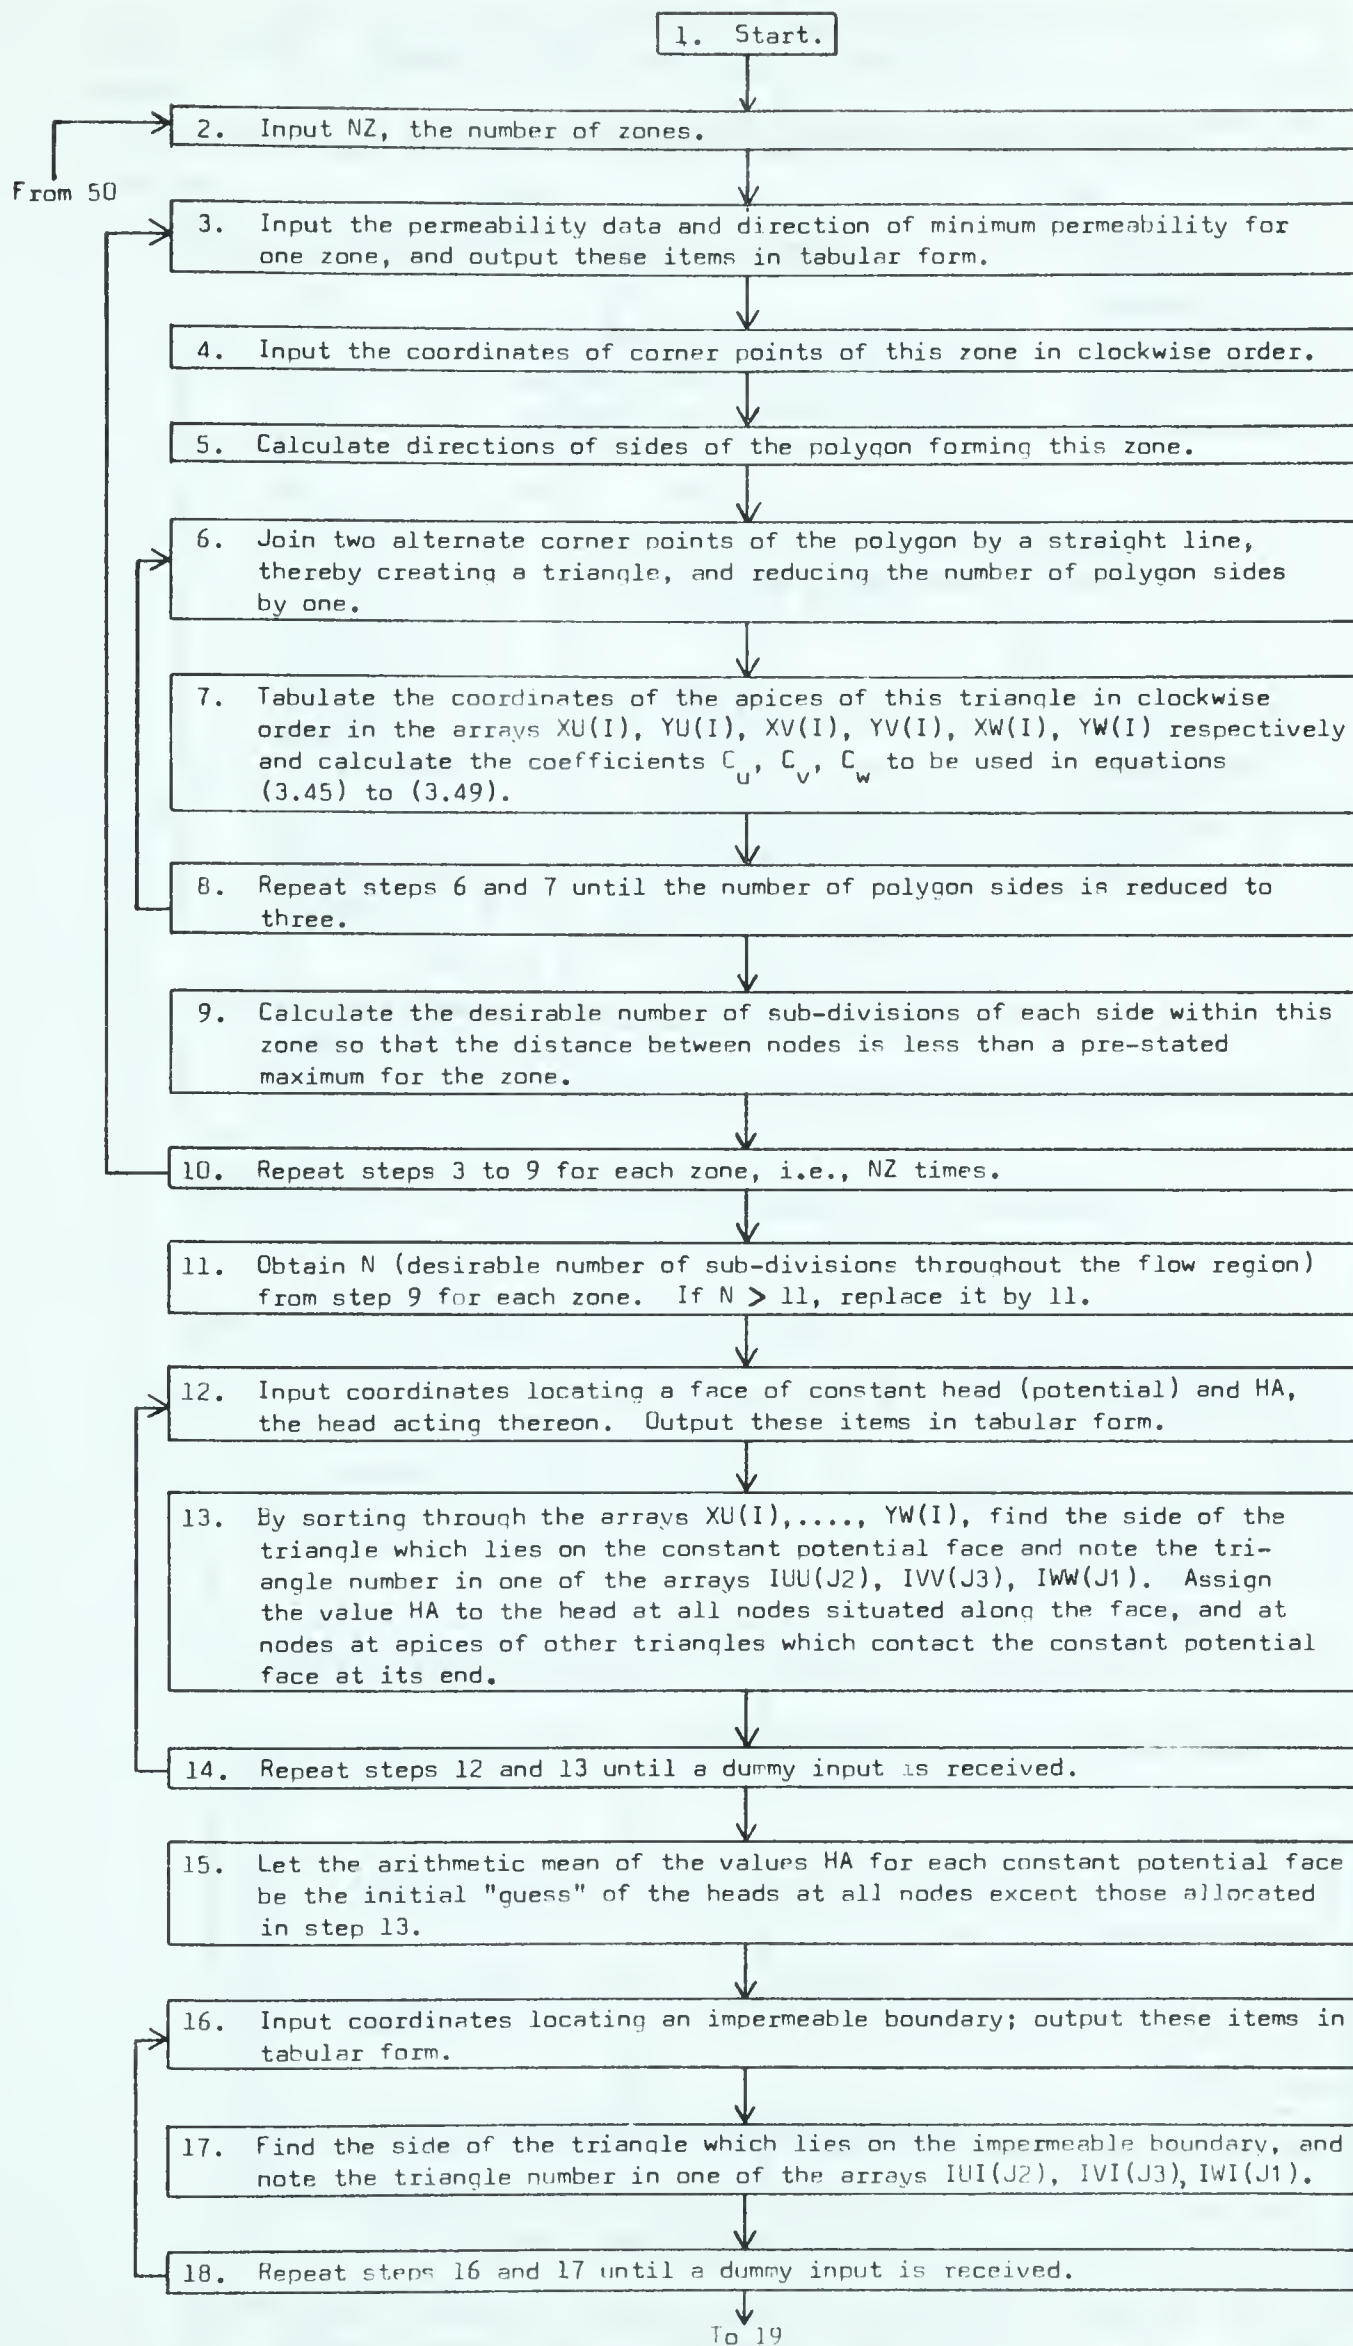 1. Start.
2. Input NZ, the number of zones.
From 50
3. Input the permeability data and direction of minimum permeability for
one zone, and output these items in tabular form.
4. Input the coordinates of corner points of this zone in clockwise order.
5. Calculate directions of sides of the polygon forming this zone.
6. Join two alternate corner points of the polygon by a straight line,
thereby creating a triangle, and reducing the number of polygon sides
by one.
7. Tabulate the coordinates of the apices of this triangle in clockwise
order in the arrays XU(I), YU(I), XV(I), YV(I), XW(I), YW(I) respectively
and calculate the coefficients C_u, C_v, C_w to be used in equations
(3.45) to (3.49).
8. Repeat steps 6 and 7 until the number of polygon sides is reduced to
three.
9. Calculate the desirable number of sub-divisions of each side within this
zone so that the distance between nodes is less than a pre-stated
maximum for the zone.
10. Repeat steps 3 to 9 for each zone, i.e., NZ times.
11. Obtain N (desirable number of sub-divisions throughout the flow region)
from step 9 for each zone. If N > 11, replace it by 11.
12. Input coordinates locating a face of constant head (potential) and HA,
the head acting thereon. Output these items in tabular form.
13. By sorting through the arrays XU(I),...., YW(I), find the side of the
triangle which lies on the constant potential face and note the tri-
angle number in one of the arrays IUU(J2), IVV(J3), IWW(J1). Assign
the value HA to the head at all nodes situated along the face, and at
nodes at apices of other triangles which contact the constant potential
face at its end.
14. Repeat steps 12 and 13 until a dummy input is received.
15. Let the arithmetic mean of the values HA for each constant potential face
be the initial "guess" of the heads at all nodes except those allocated
in step 13.
16. Input coordinates locating an impermeable boundary; output these items in
tabular form.
17. Find the side of the triangle which lies on the impermeable boundary, and
note the triangle number in one of the arrays IUI(J2), IVI(J3), IWI(J1).
18. Repeat steps 16 and 17 until a dummy input is received.
To 19